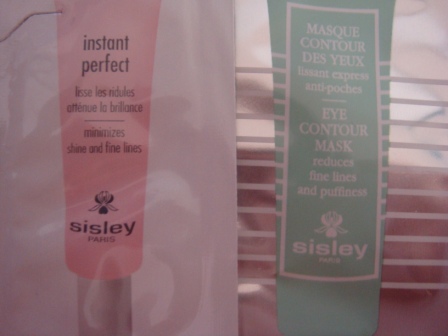 instant
perfect
lisse les ridules
atténue la brillance
minimizes
shine and fine lines
sisley
PARIS
MASQUE
CONTOUR
DES YEUX
lissant express
anti-poches
EYE
CONTOUR
MASK
reduces
fine lines
and puffiness
sisley
PARIS